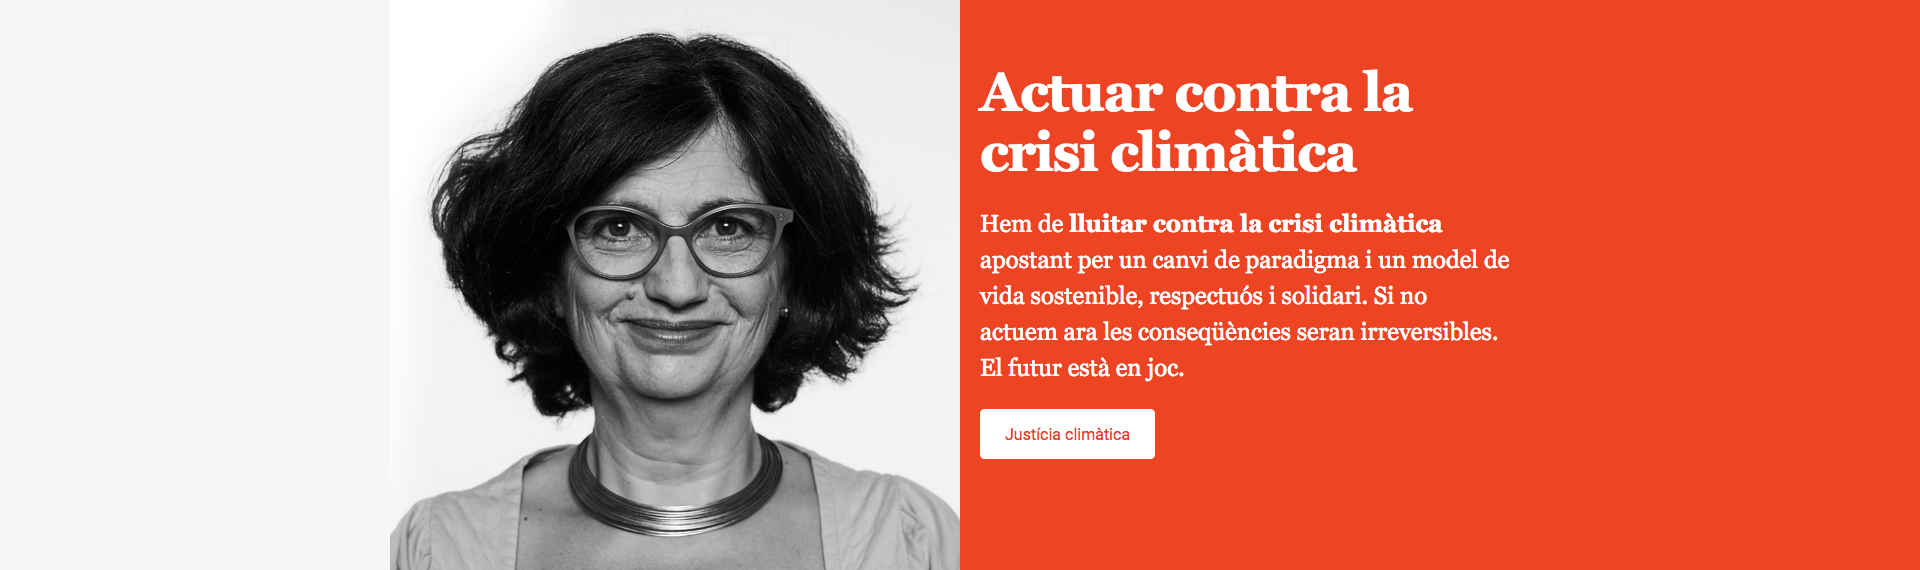 Actuar contra la
crisi climàtica
Hem de lluitar contra la crisi climàtica
apostant per un canvi de paradigma i un model de
vida sostenible, respectuós i solidari. Si no
actuem ara les conseqüències seran irreversibles.
El futur està en joc.
Justícia climàtica